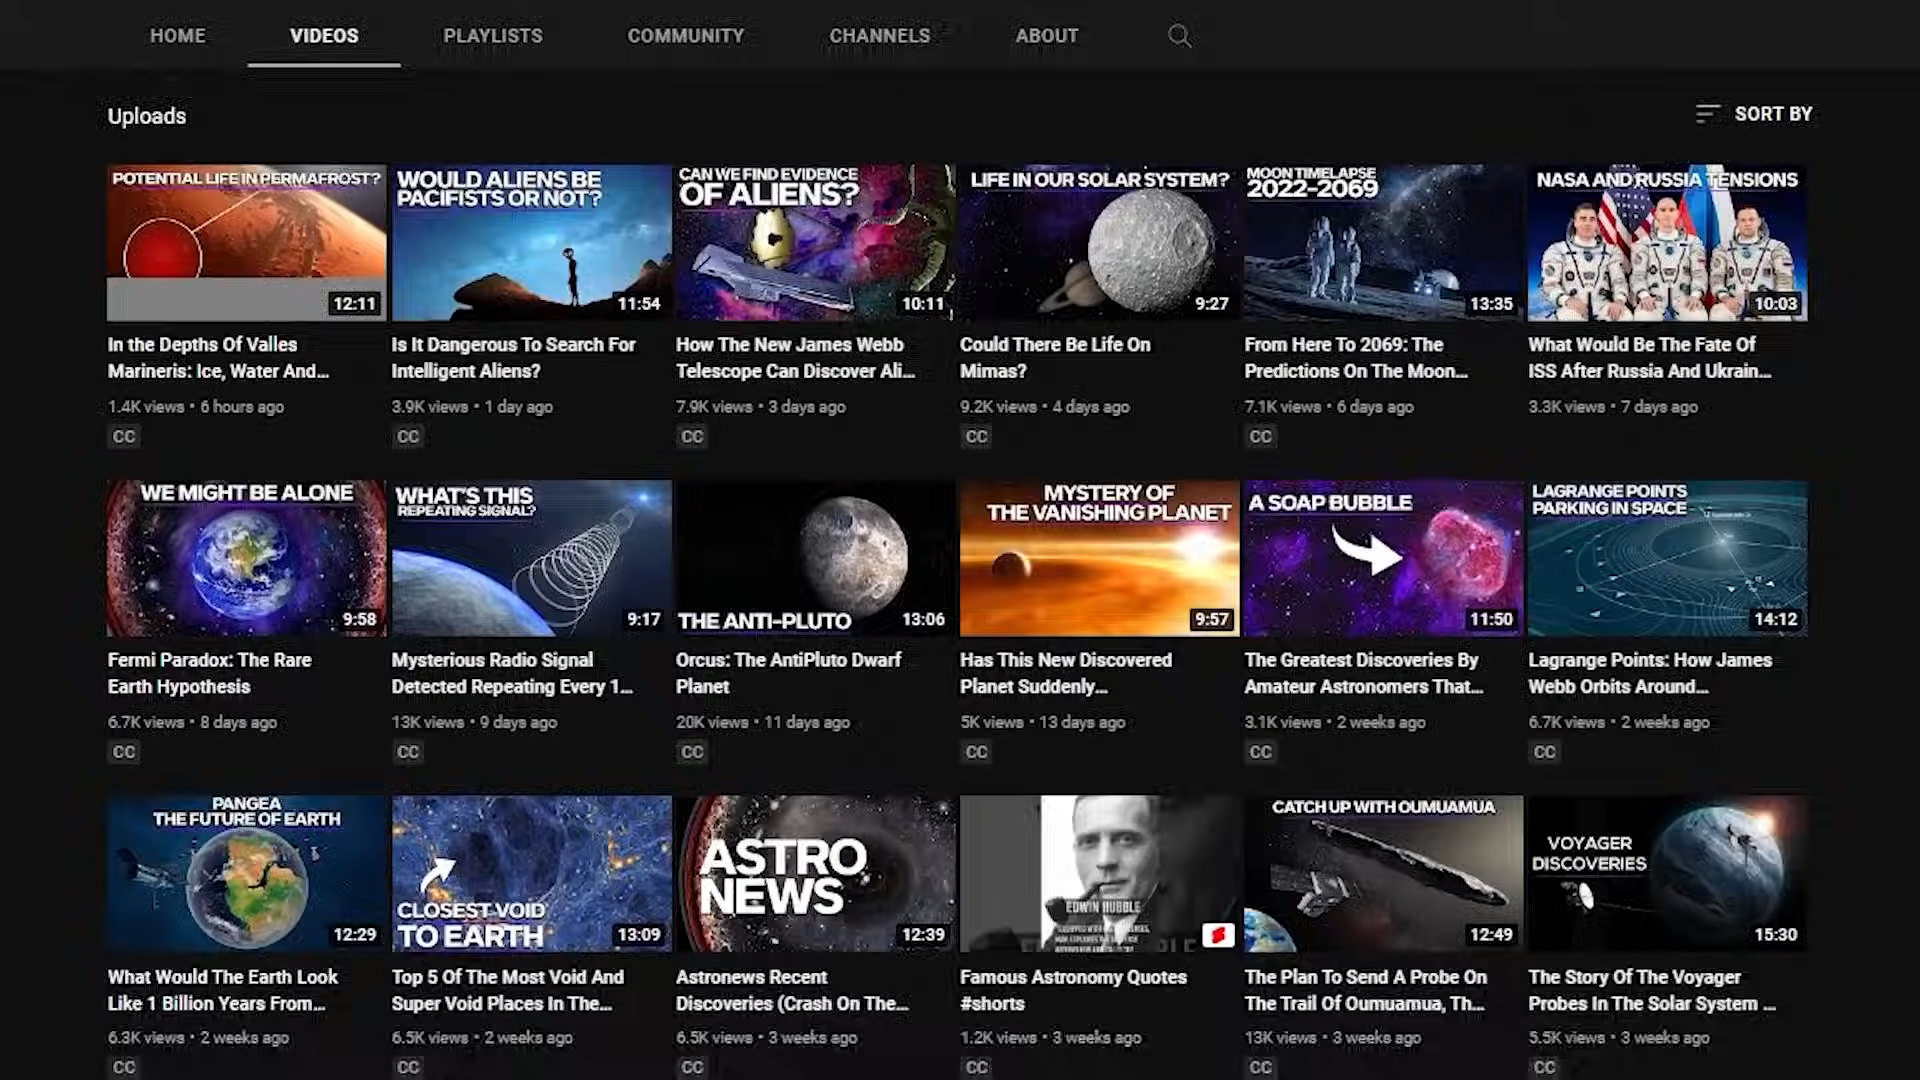 HOME VIDEOS PLAYLISTS COMMUNITY CHANNELS ABOUT
Uploads
SORT BY
POTENTIAL LIFE IN PERMAFROST?
12:11
In the Depths Of Valles
Marineris: Ice, Water And...
1.4K views • 6 hours ago
CC
WOULD ALIENS BE
PACIFISTS OR NOT?
11:54
Is It Dangerous To Search For
Intelligent Aliens?
3.9K views • 1 day ago
CC
CAN WE FIND EVIDENCE
OF ALIENS?
10:11
How The New James Webb
Telescope Can Discover Ali...
7.9K views • 3 days ago
CC
LIFE IN OUR SOLAR SYSTEM?
9:27
Could There Be Life On
Mimas?
9.2K views • 4 days ago
CC
MOON TIMELAPSE
2022-2069
13:35
From Here To 2069: The
Predictions On The Moon...
7.1K views • 6 days ago
CC
NASA AND RUSSIA TENSIONS
10:03
What Would Be The Fate Of
ISS After Russia And Ukrain...
3.3K views • 7 days ago
WE MIGHT BE ALONE
9:58
Fermi Paradox: The Rare
Earth Hypothesis
6.7K views • 8 days ago
CC
WHAT'S THIS
REPEATING SIGNAL?
9:17
Mysterious Radio Signal
Detected Repeating Every 1...
13K views • 9 days ago
CC
THE ANTI-PLUTO
13:06
Orcus: The AntiPluto Dwarf
Planet
20K views • 11 days ago
CC
MYSTERY OF
THE VANISHING PLANET
9:57
Has This New Discovered
Planet Suddenly...
5K views • 13 days ago
CC
A SOAP BUBBLE
11:50
The Greatest Discoveries By
Amateur Astronomers That...
3.1K views • 2 weeks ago
CC
LAGRANGE POINTS
PARKING IN SPACE
14:12
Lagrange Points: How James
Webb Orbits Around...
6.7K views • 2 weeks ago
CC
PANGEA
THE FUTURE OF EARTH
12:29
What Would The Earth Look
Like 1 Billion Years From...
6.3K views • 2 weeks ago
CC
CLOSEST VOID
TO EARTH
13:09
Top 5 Of The Most Void And
Super Void Places In The...
6.5K views • 2 weeks ago
CC
ASTRO
NEWS
12:39
Astronews Recent
Discoveries (Crash On The...
6.5K views • 3 weeks ago
CC
EDWIN HUBBLE
Famous Astronomy Quotes
#shorts
1.2K views • 3 weeks ago
CC
CATCH UP WITH OUMUAMUA
12:49
The Plan To Send A Probe On
The Trail Of Oumuamua, Th...
13K views • 3 weeks ago
CC
VOYAGER
DISCOVERIES
15:30
The Story Of The Voyager
Probes In The Solar System ...
5.5K views • 3 weeks ago
CC